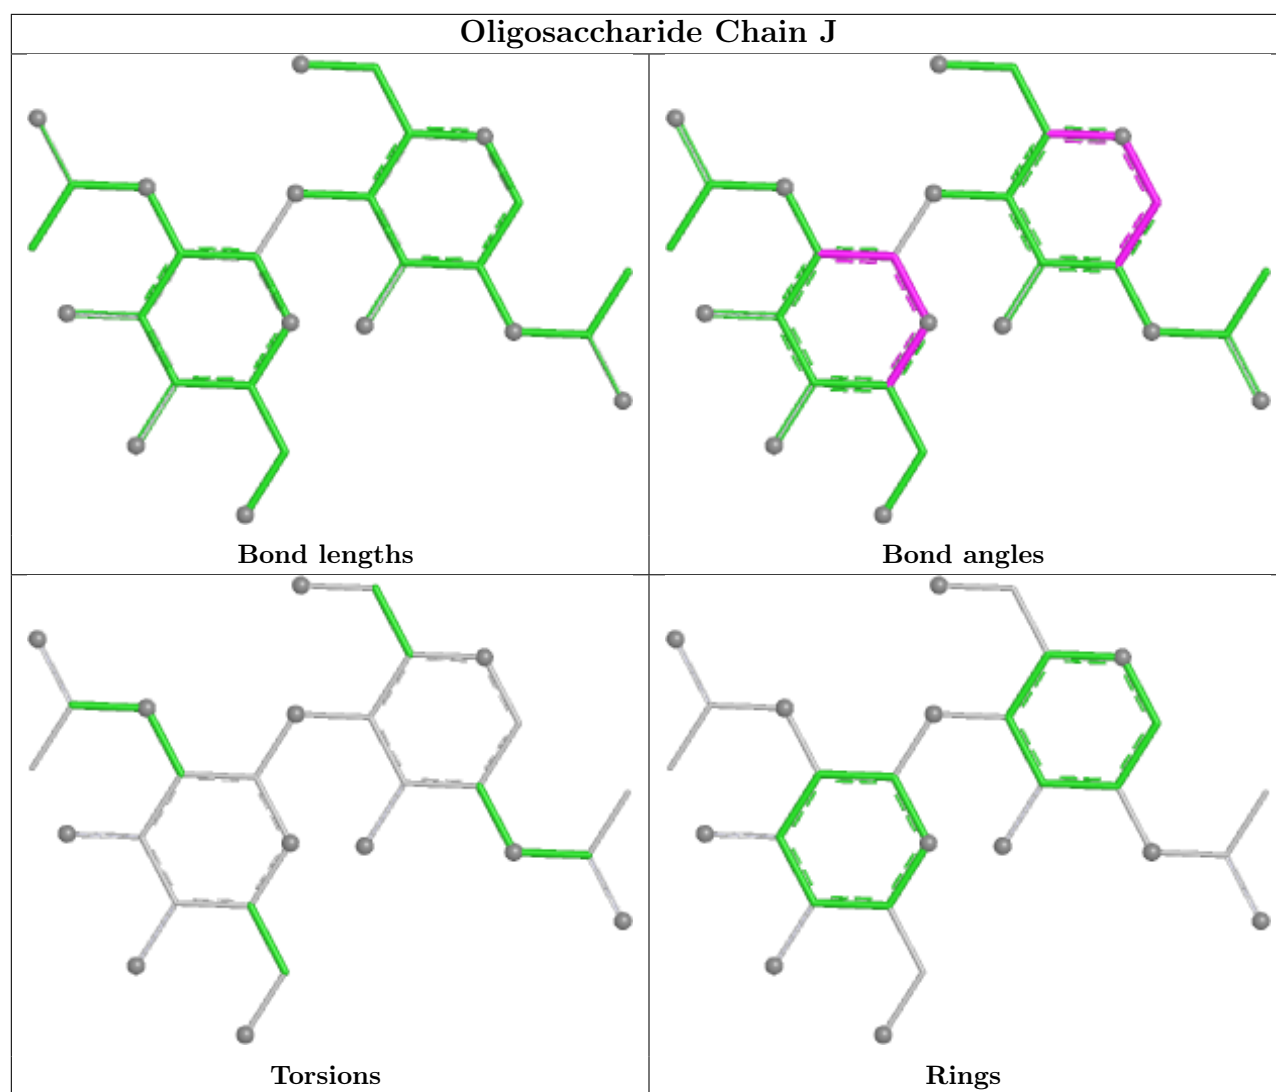 Oligosaccharide Chain J
Bond lengths
Bond angles
Torsions
Rings